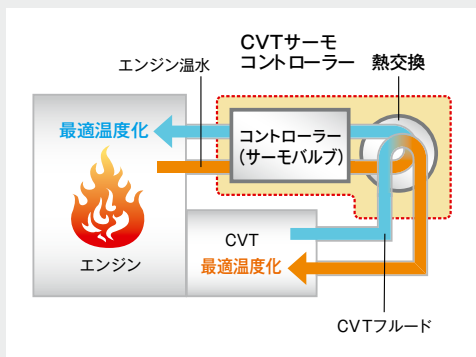 CVTサーモ
コントローラー
エンジン温水
熱交換
最適温度化
コントローラー
(サーモバルブ)
エンジン
CVT
最適温度化
CVTフルード